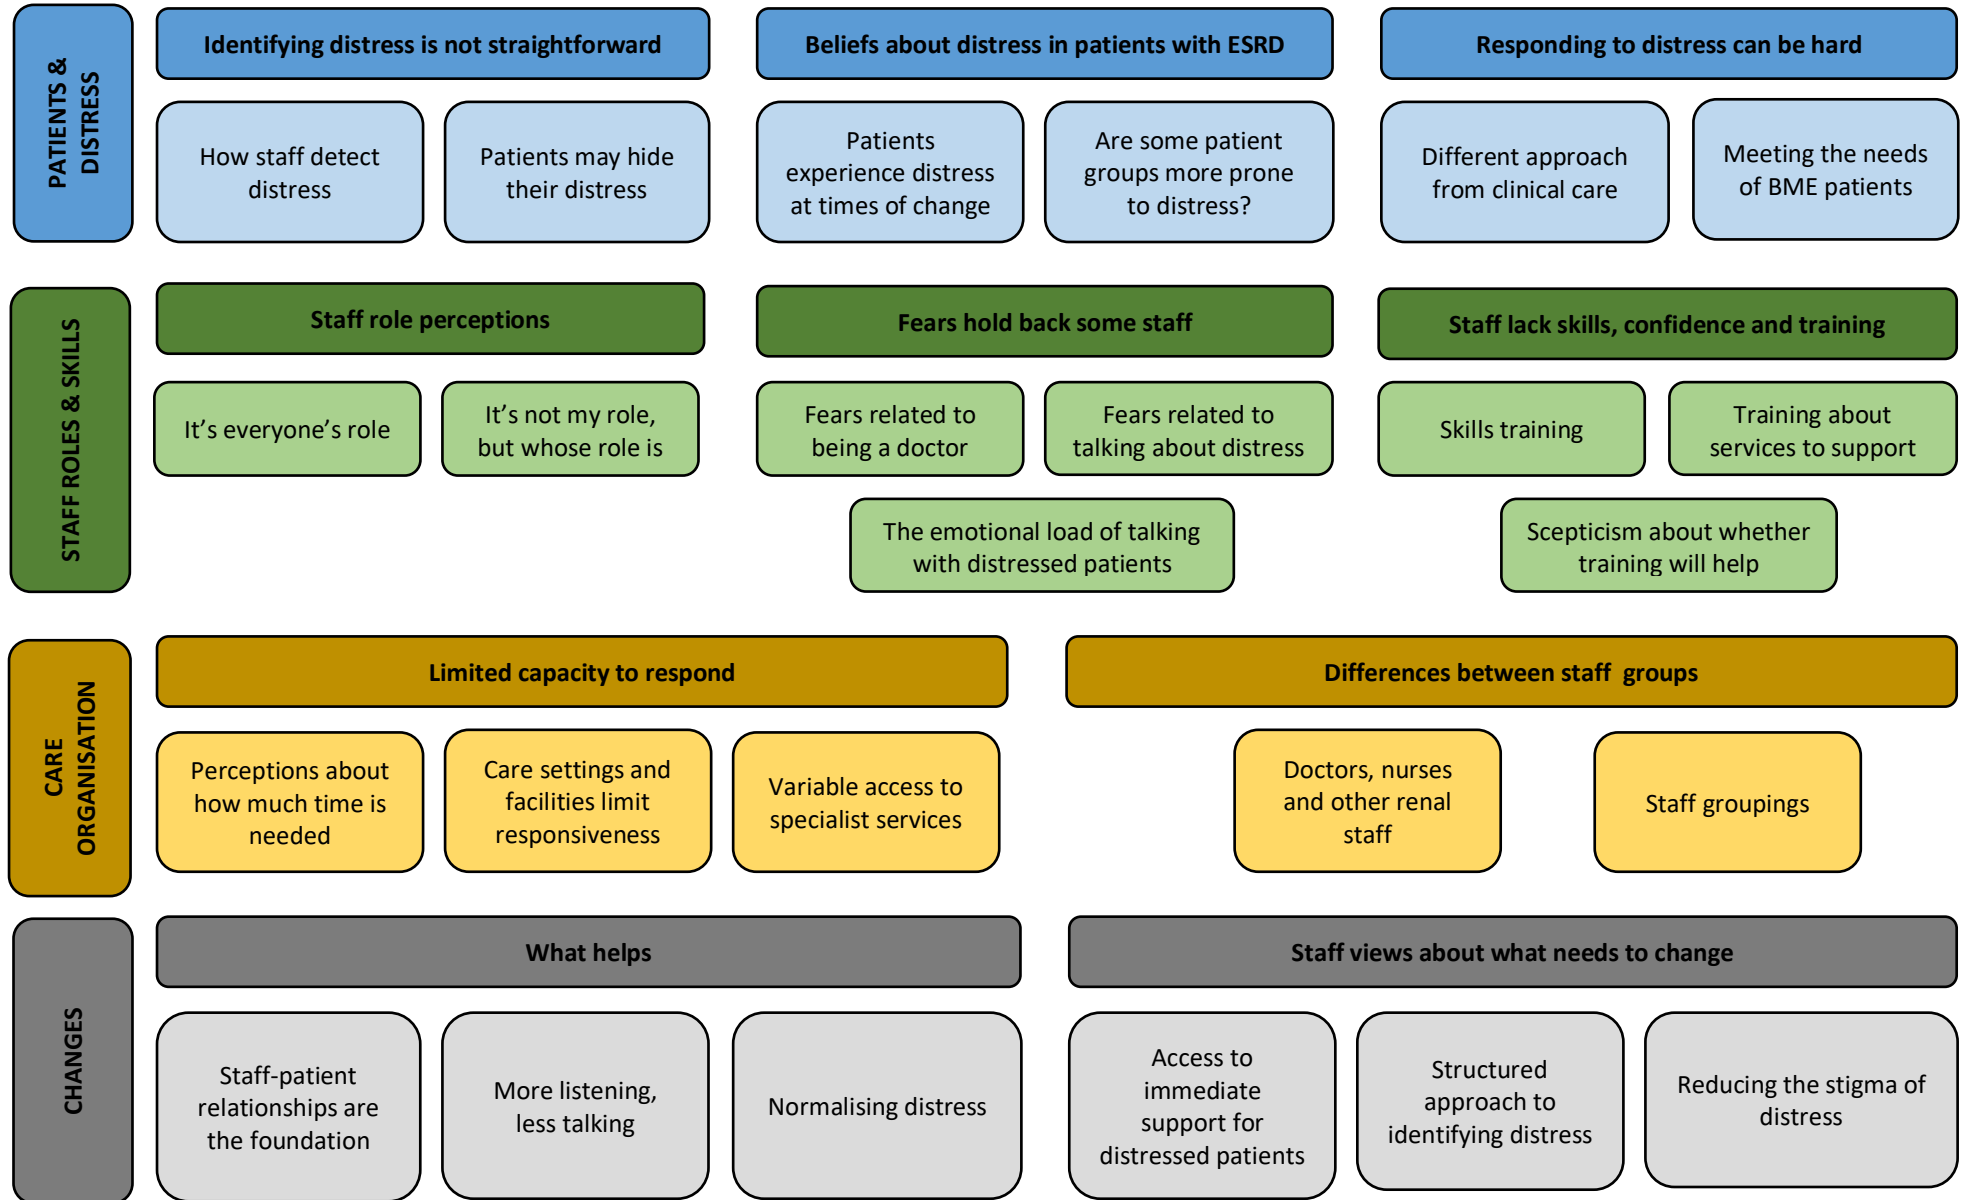 PATIENTS &
DISTRESS
Identifying distress is not straightforward
How staff detect
distress
Patients may hide
their distress
Beliefs about distress in patients with ESRD
Patients
experience distress
at times of change
Are some patient
groups more prone
to distress?
Responding to distress can be hard
Different approach
from clinical care
Meeting the needs
of BME patients
STAFF ROLES & SKILLS
Staff role perceptions
It’s everyone’s role
It’s not my role,
but whose role is
Fears hold back some staff
Fears related to
being a doctor
Fears related to
talking about distress
The emotional load of talking
with distressed patients
Staff lack skills, confidence and training
Skills training
Training about
services to support
Scepticism about whether
training will help
CARE
ORGANISATION
Limited capacity to respond
Perceptions about
how much time is
needed
Care settings and
facilities limit
responsiveness
Variable access to
specialist services
Differences between staff  groups
Doctors, nurses
and other renal
staff
Staff groupings
CHANGES
What helps
Staff-patient
relationships are
the foundation
More listening,
less talking
Normalising distress
Staff views about what needs to change
Access to
immediate
support for
distressed patients
Structured
approach to
identifying distress
Reducing the stigma of
distress